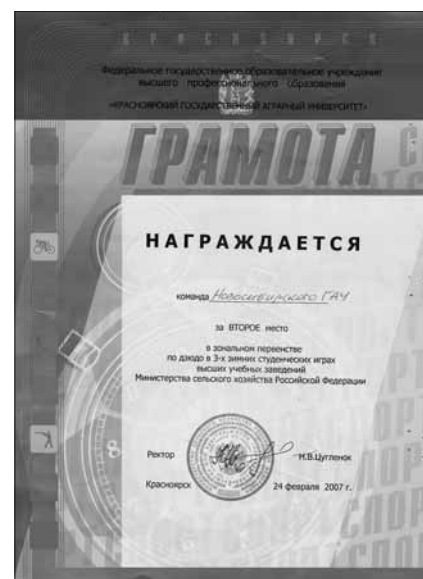 КРАСНОЯРСК
Федеральное государственное образовательное учреждение
высшего профессионального образования
«КРАСНОЯРСКИЙ ГОСУДАРСТВЕННЫЙ АГРАРНЫЙ УНИВЕРСИТЕТ»
ГРАМОТА
НАГРАЖДАЕТСЯ
команда Новосибирского ГАУ
за ВТОРОЕ место
в зональном первенстве
по дзюдо в 3-х зимних студенческих играх
высших учебных заведений
Министерства сельского хозяйства Российской Федерации
Ректор Н.В.Цугленок
Красноярск 24 февраля 2007 г.